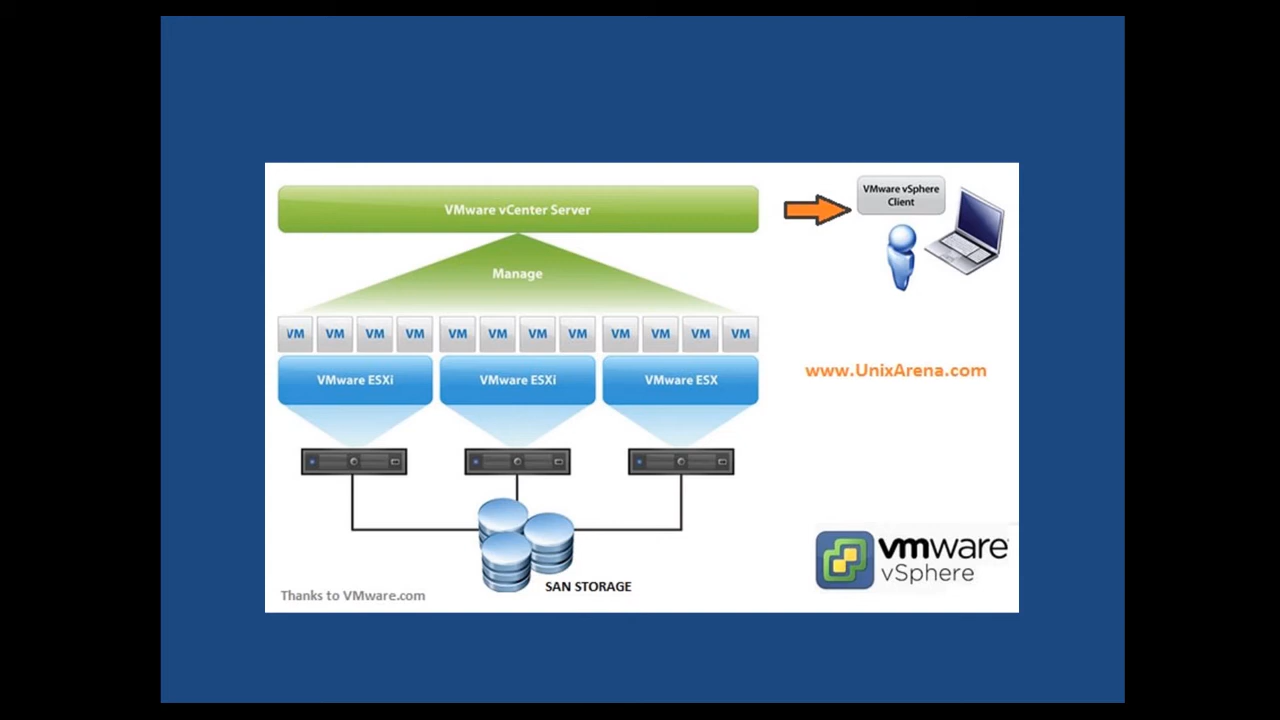 VMware vCenter Server
VMware vSphere
Client
Manage
VM VM VM VM VM VM VM VM VM VM VM VM
VMware ESXi VMware ESXi VMware ESX
www.UnixArena.com
SAN STORAGE
Thanks to VMware.com
vmware
vSphere